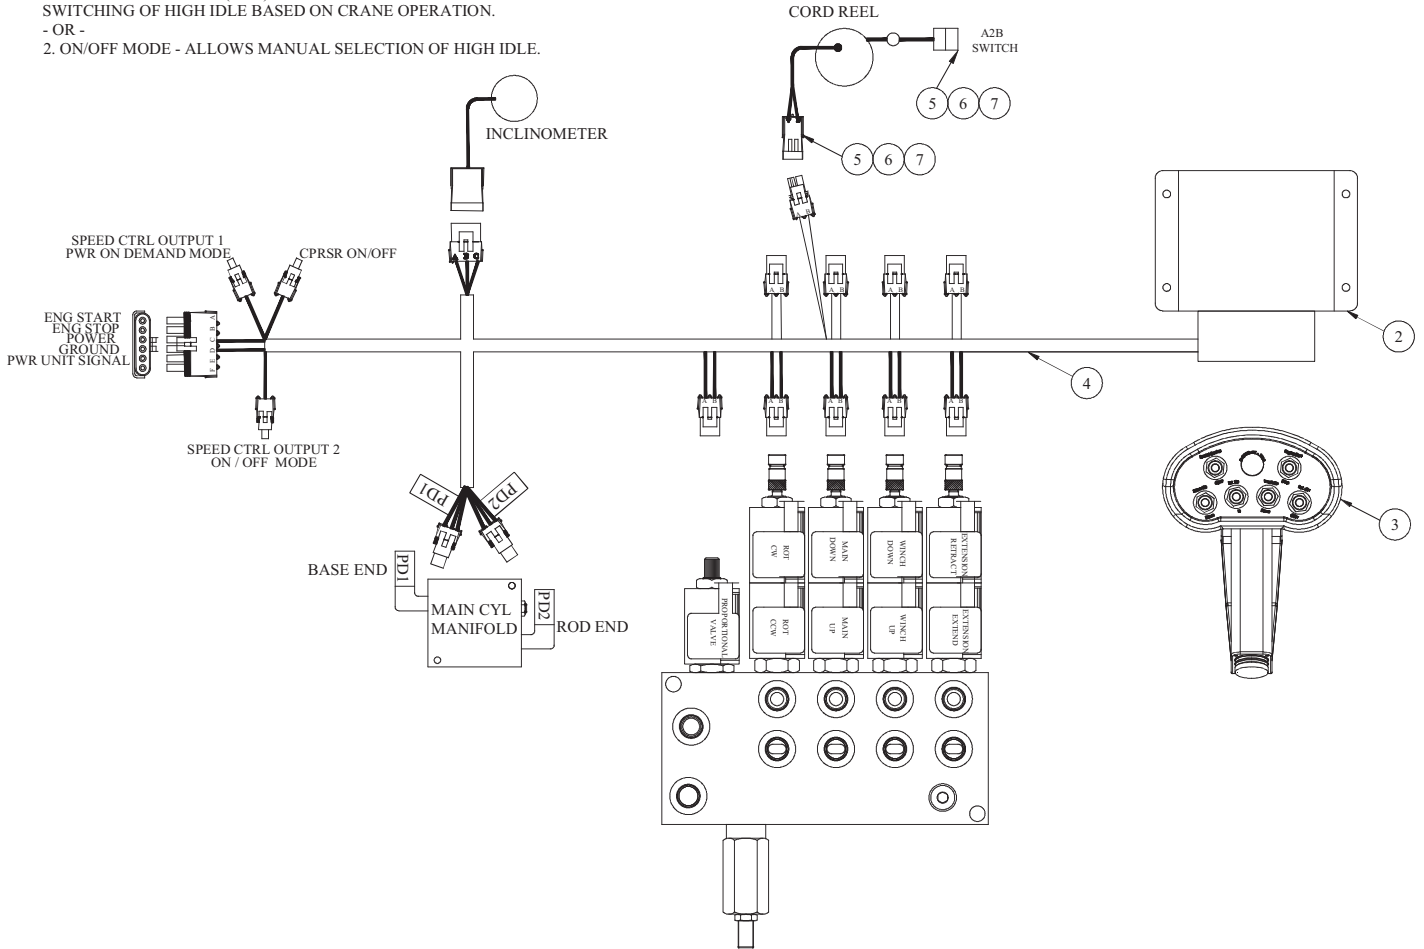 SWITCHING OF HIGH IDLE BASED ON CRANE OPERATION.
- OR -
2. ON/OFF MODE - ALLOWS MANUAL SELECTION OF HIGH IDLE.
CORD REEL
A2B
SWITCH
5 6 7
INCLINOMETER
5 6 7
SPEED CTRL OUTPUT 1
PWR ON DEMAND MODE
CPRSR ON/OFF
A B C
A B
A B
A B
A B
A B
ENG START
ENG STOP
POWER
GROUND
PWR UNIT SIGNAL
A
B
C
D
E
F
2
4
A B
A B
A B
A B
A B
SPEED CTRL OUTPUT 2
ON / OFF MODE
PD1
PD2
3
BASE END
PD1
MAIN CYL
MANIFOLD
PD2
ROD END
ROT
CW
MAIN
DOWN
WINCH
DOWN
EXTENSION
RETRACT
PROPORTIONAL
VALVE
ROT
CCW
MAIN
UP
WINCH
UP
EXTENSION
EXTEND